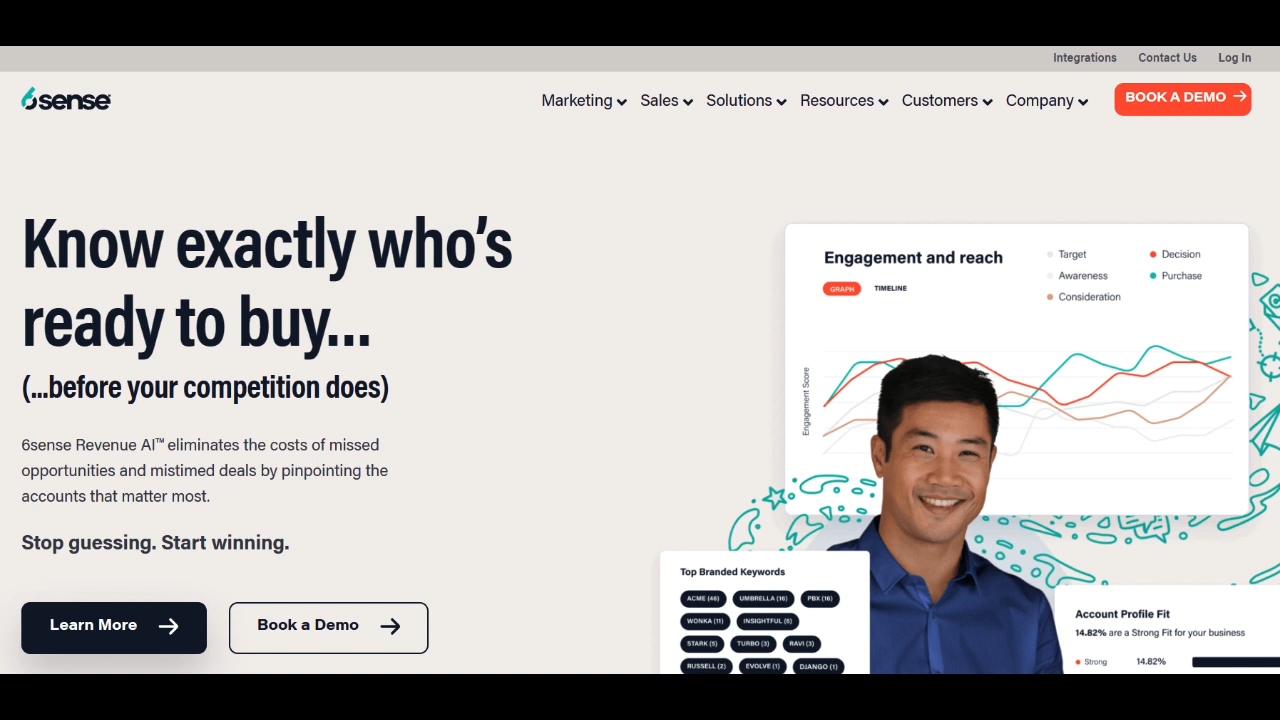 Integrations Contact Us Log In
6sense
Marketing Sales Solutions Resources Customers Company BOOK A DEMO
Know exactly who's
ready to buy...
(...before your competition does)
6sense Revenue AI™ eliminates the costs of missed
opportunities and mistimed deals by pinpointing the
accounts that matter most.
Stop guessing. Start winning.
Learn More Book a Demo
Engagement and reach
GRAPH TIMELINE
Target Decision
Awareness Purchase
Consideration
Engagement Score
Top Branded Keywords
ACME (46) UMBRELLA (16) PBX (16)
WONKA (11) INSIGHTFUL (8)
STARK (5) TURBO (3) RAVI (3)
RUSSELL (2) EVOLVE (1) DJANGO (1)
Account Profile Fit
14.82% are a Strong Fit for your business
Strong 14.82%